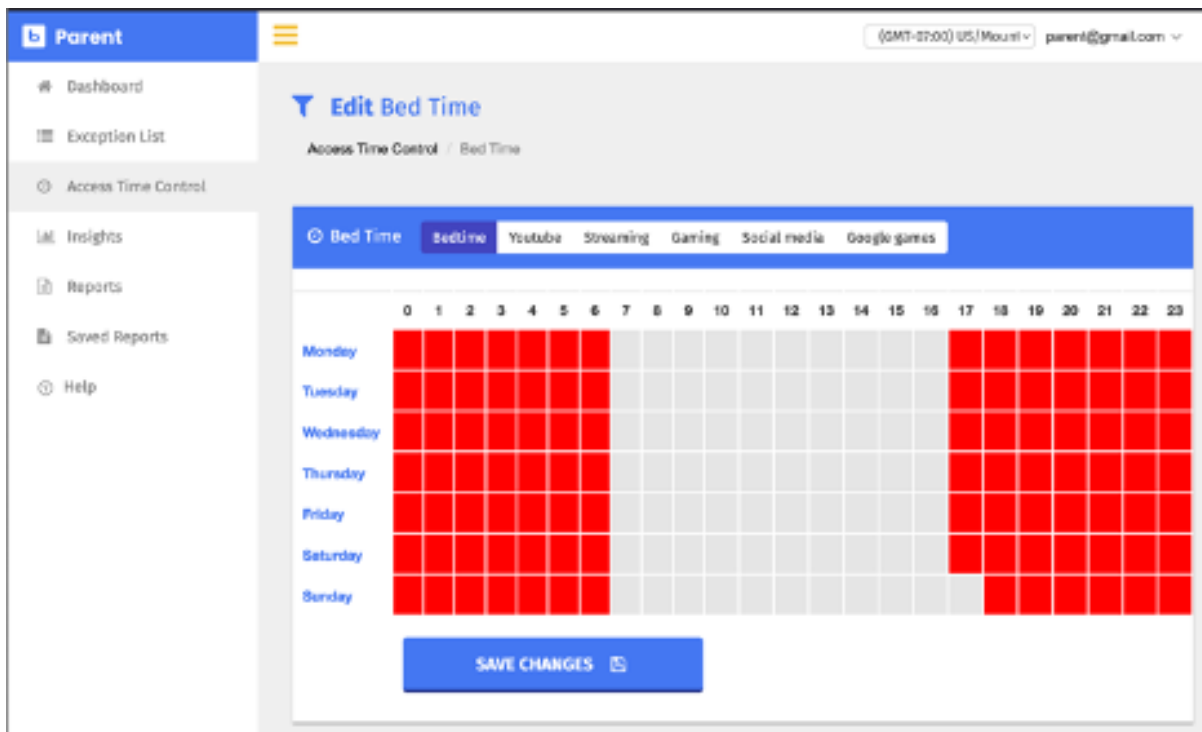 b Parent
(GMT-07:00) US/Mount parent@gmail.com
Dashboard
Exception List
Access Time Control
Insights
Reports
Saved Reports
Help
Edit Bed Time
Access Time Control / Bed Time
Bed Time Bedtime Youtube Streaming Gaming Social media Google games
0 1 2 3 4 5 6 7 8 9 10 11 12 13 14 15 16 17 18 19 20 21 22 23
Monday
Tuesday
Wednesday
Thursday
Friday
Saturday
Sunday
SAVE CHANGES